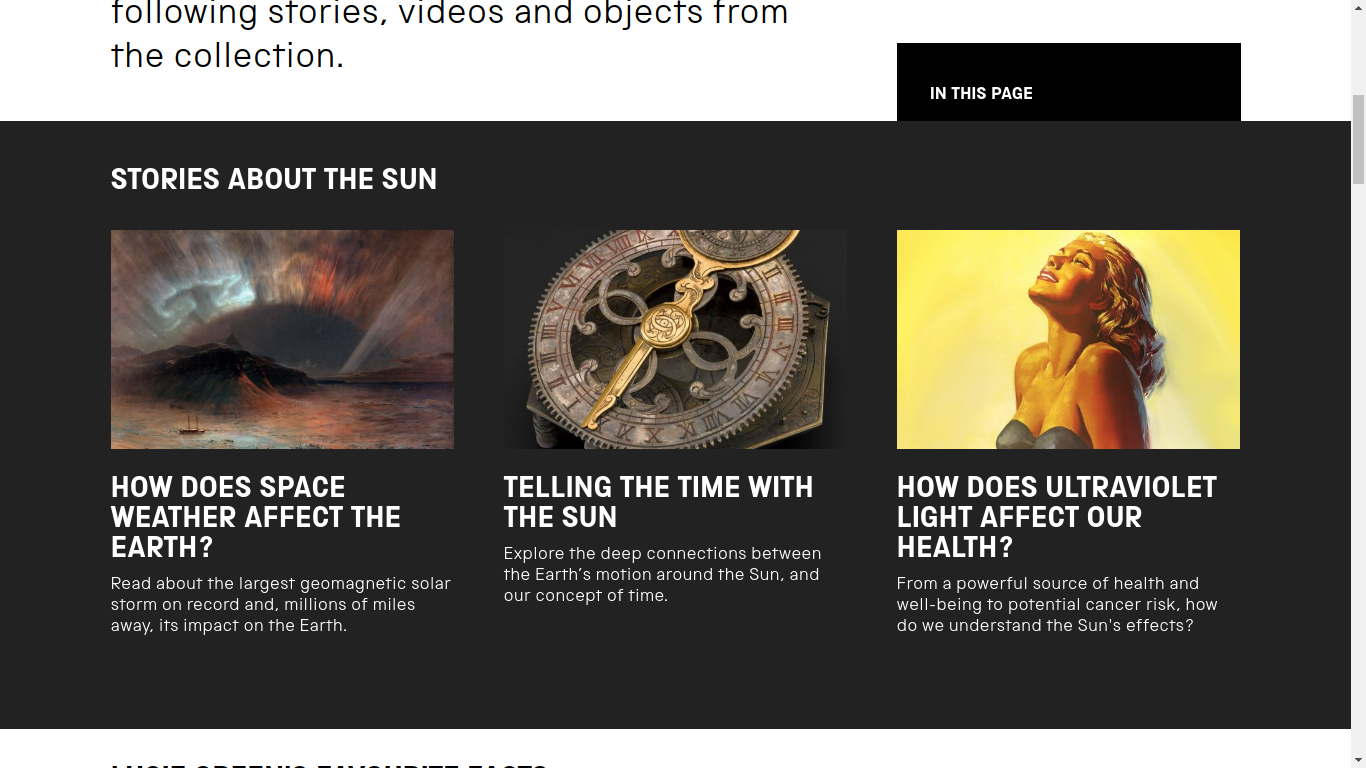 following stories, videos and objects from
the collection.
IN THIS PAGE
STORIES ABOUT THE SUN
HOW DOES SPACE
WEATHER AFFECT THE
EARTH?
Read about the largest geomagnetic solar
storm on record and, millions of miles
away, its impact on the Earth.
TELLING THE TIME WITH
THE SUN
Explore the deep connections between
the Earth’s motion around the Sun, and
our concept of time.
HOW DOES ULTRAVIOLET
LIGHT AFFECT OUR
HEALTH?
From a powerful source of health and
well-being to potential cancer risk, how
do we understand the Sun's effects?